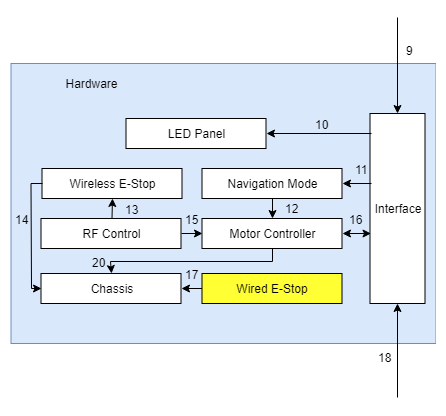 9
Hardware
10
LED Panel
11
Wireless E-Stop
Navigation Mode
13
12
Interface
14
15
16
RF Control
Motor Controller
20
17
Chassis
Wired E-Stop
18